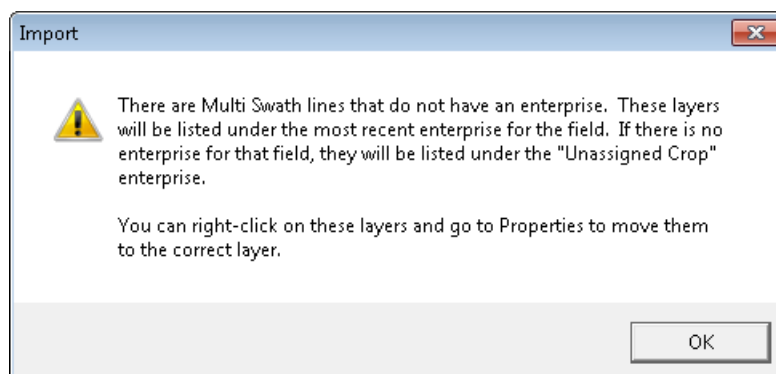 Import
There are Multi Swath lines that do not have an enterprise.  These layers
will be listed under the most recent enterprise for the field.  If there is no
enterprise for that field, they will be listed under the "Unassigned Crop"
enterprise.
You can right-click on these layers and go to Properties to move them
to the correct layer.
OK